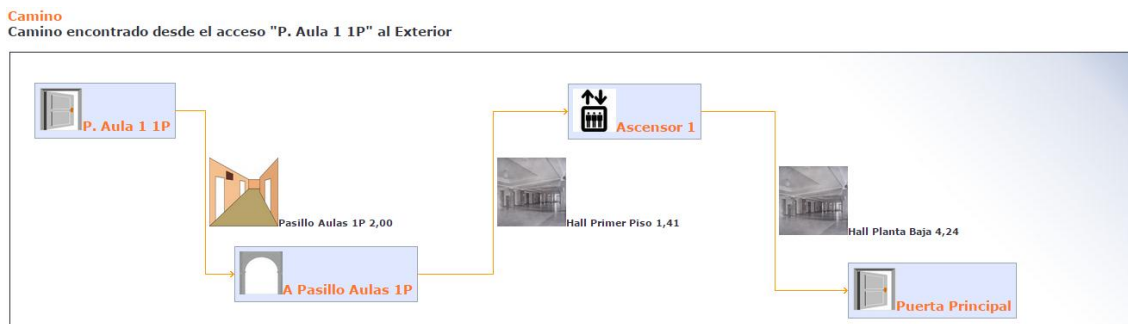 Camino
Camino encontrado desde el acceso "P. Aula 1 1P" al Exterior
P. Aula 1 1P
Pasillo Aulas 1P 2,00
A Pasillo Aulas 1P
Hall Primer Piso 1,41
Ascensor 1
Hall Planta Baja 4,24
Puerta Principal